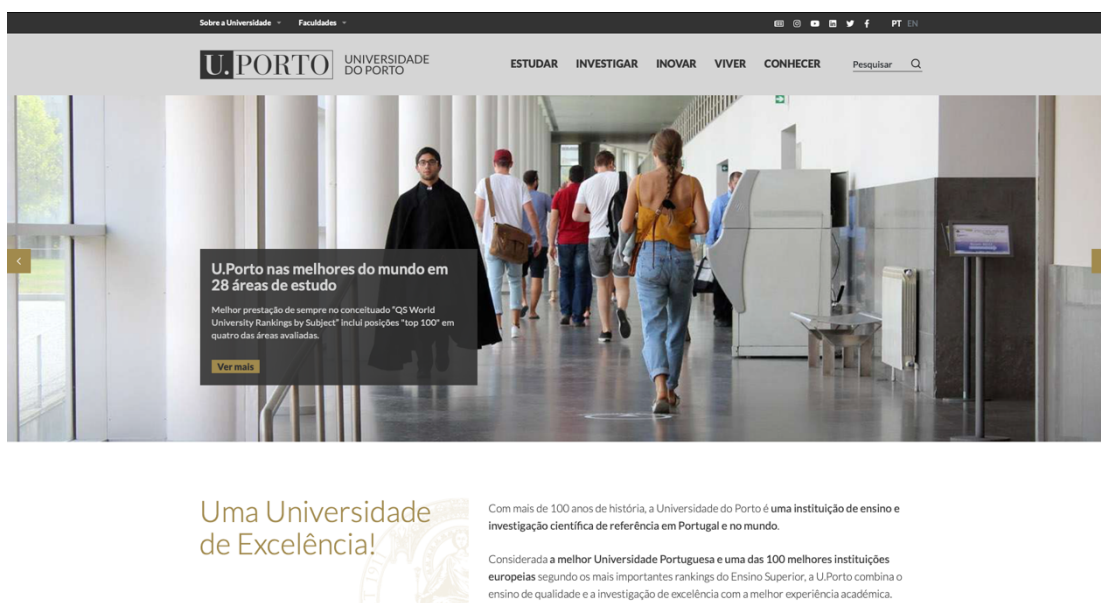 Sobre a Universidade Faculdades PT EN
U.PORTO UNIVERSIDADE
DO PORTO
ESTUDAR INVESTIGAR INOVAR VIVER CONHECER Pesquisar
U.Porto nas melhores do mundo em
28 áreas de estudo
Melhor prestação de sempre no conceituado "QS World
University Rankings by Subject" inclui posições "top 100" em
quatro das áreas avaliadas.
Ver mais
Uma Universidade
de Excelência!
Com mais de 100 anos de história, a Universidade do Porto é uma instituição de ensino e
investigação científica de referência em Portugal e no mundo.
Considerada a melhor Universidade Portuguesa e uma das 100 melhores instituições
europeias segundo os mais importantes rankings do Ensino Superior, a U.Porto combina o
ensino de qualidade e a investigação de excelência com a melhor experiência académica.